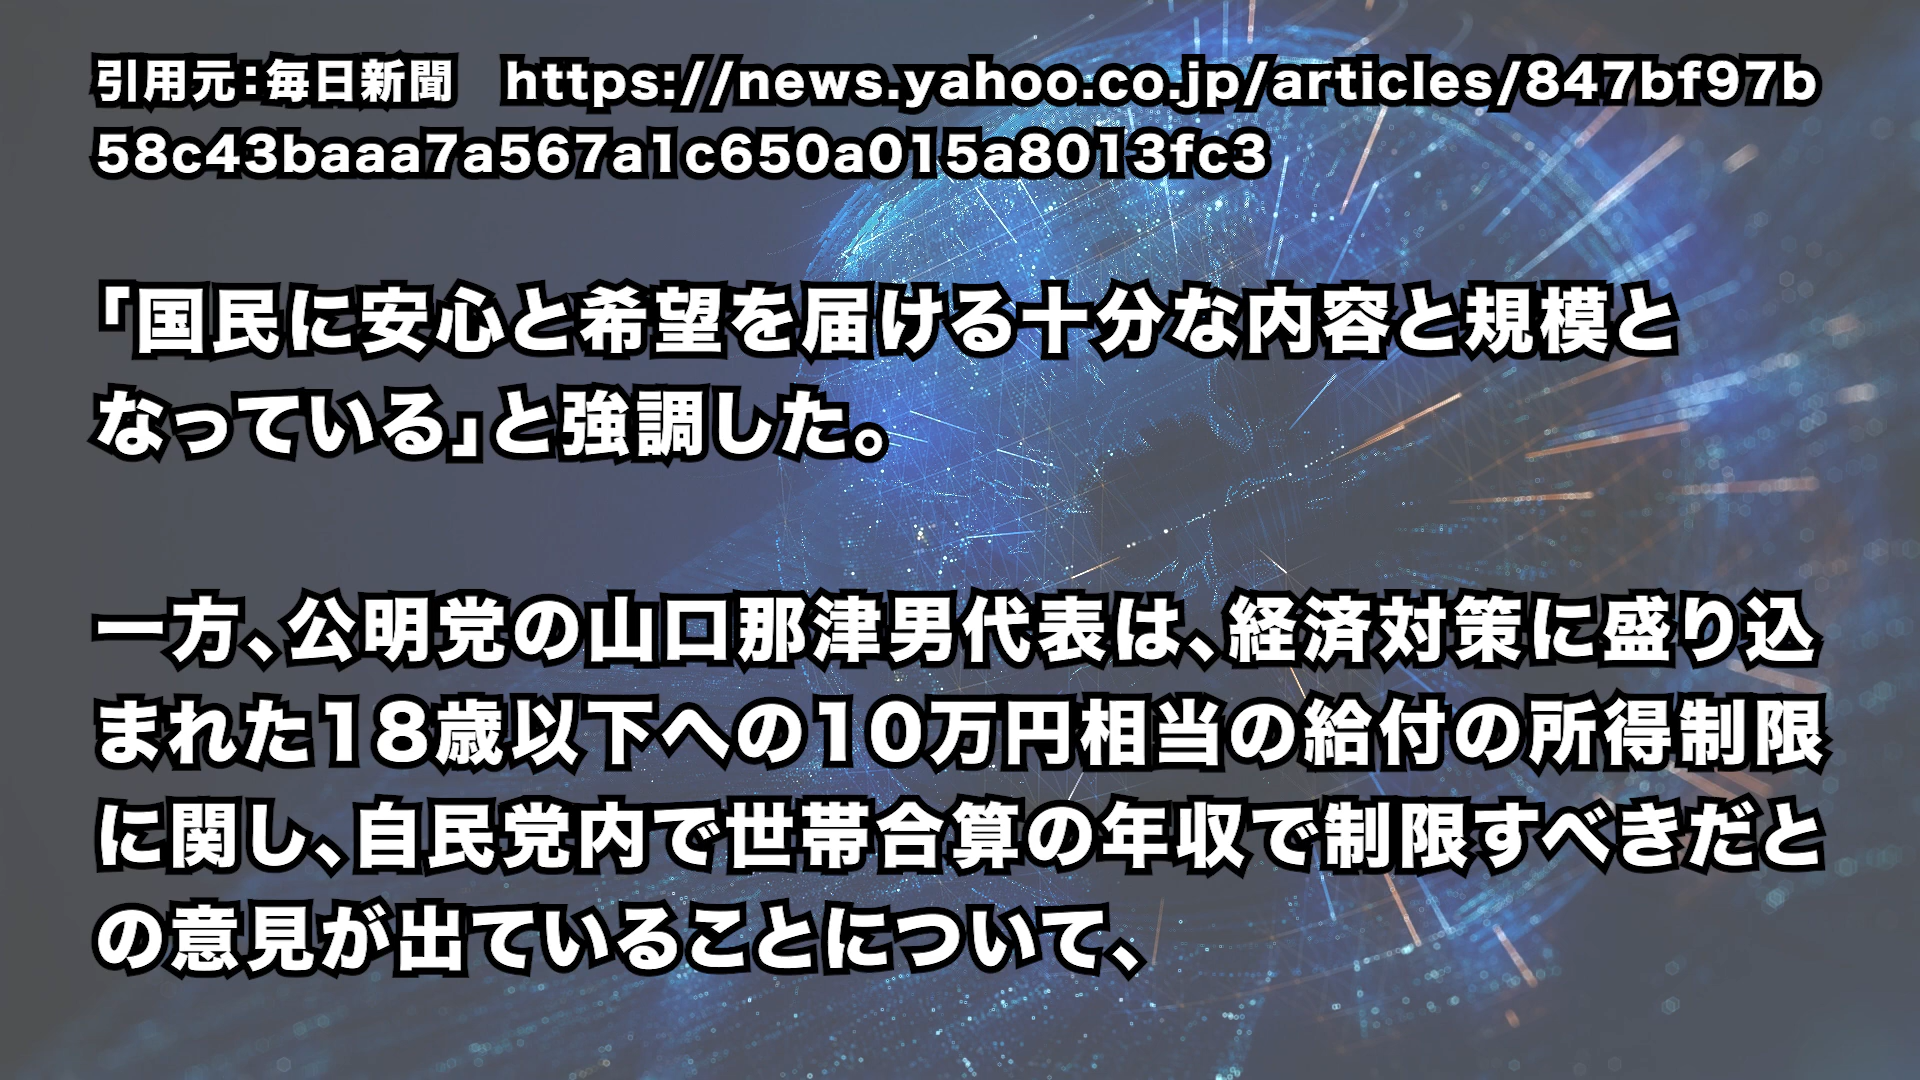 引用元：毎日新聞　https://news.yahoo.co.jp/articles/847bf97b
58c43baaa7a567a1c650a015a8013fc3
「国民に安心と希望を届ける十分な内容と規模と
なっている」と強調した。
一方、公明党の山口那津男代表は、経済対策に盛り込
まれた18歳以下への10万円相当の給付の所得制限
に関し、自民党内で世帯合算の年収で制限すべきだと
の意見が出ていることについて、